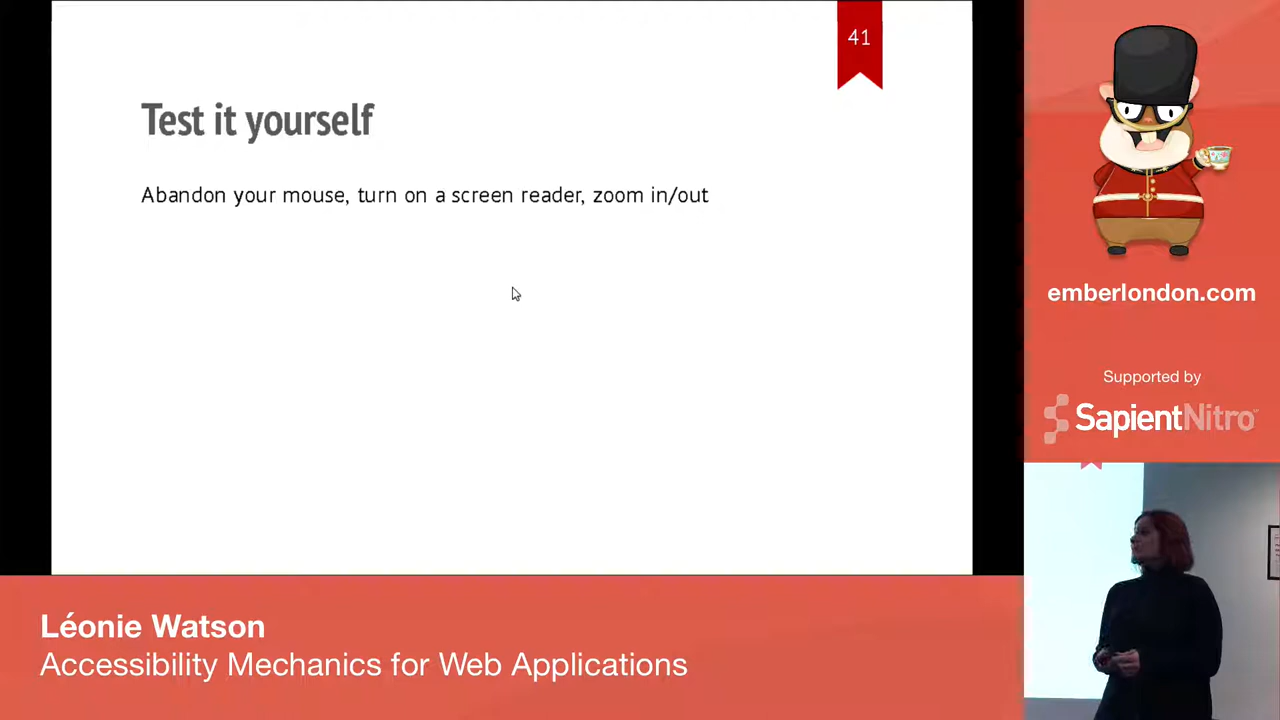 41
Test it yourself
Abandon your mouse, turn on a screen reader, zoom in/out
emberlondon.com
Supported by
SapientNitro
Léonie Watson
Accessibility Mechanics for Web Applications